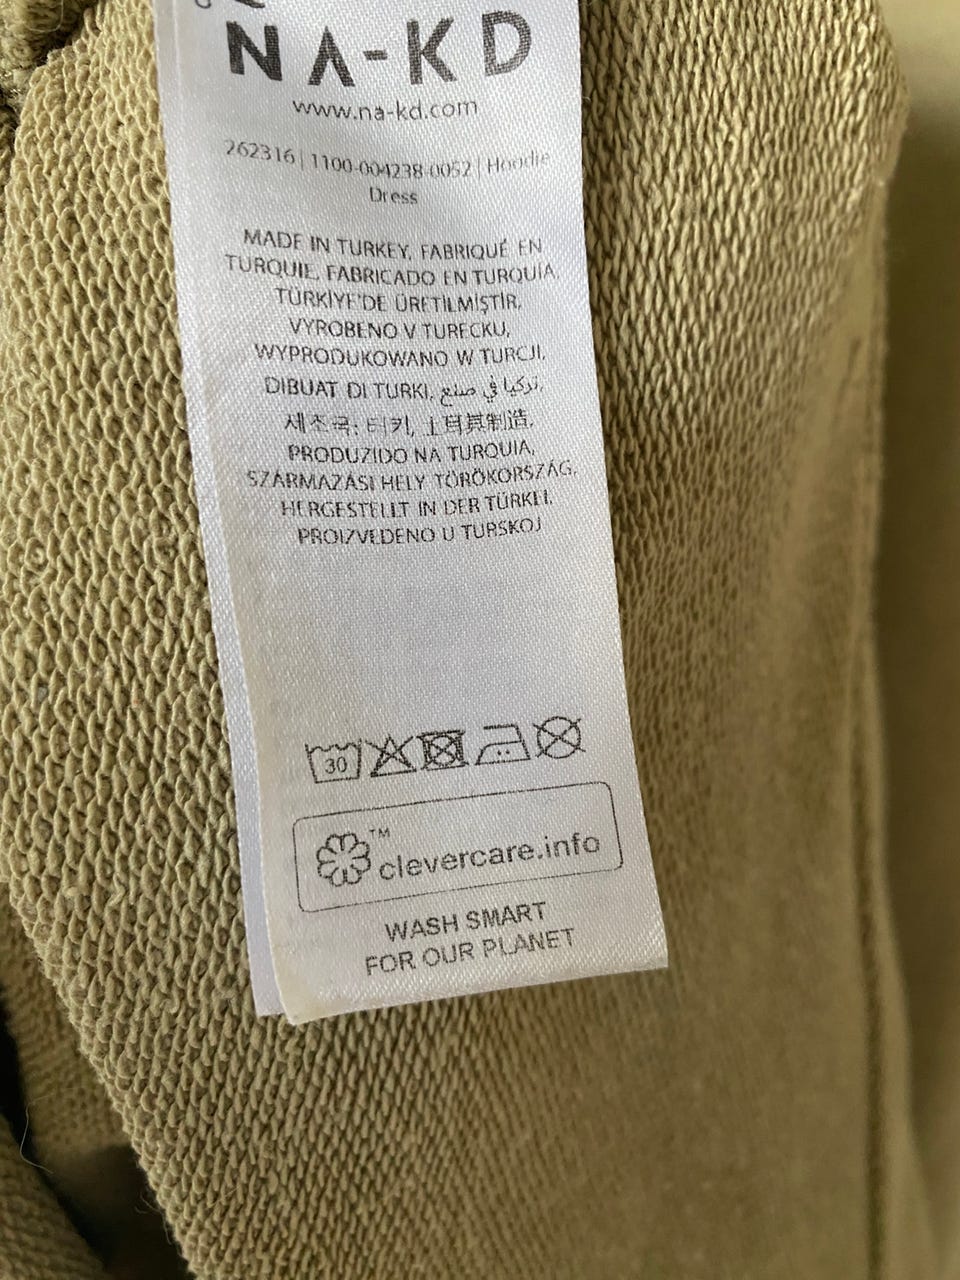 NA-KD
www.na-kd.com
262316 | 1100-004238-0052 | Hoodie
Dress
MADE IN TURKEY, FABRIQUÉ EN
TURQUIE, FABRICADO EN TURQUÍA,
TÜRKİYE'DE ÜRETİLMİŞTİR,
VYROBENO V TURECKU,
WYPRODUKOWANO W TURCJI,
DIBUAT DI TURKI, تركيا في صنع,
제조국: 터키, 土耳其制造,
PRODUZIDO NA TURQUIA,
SZÁRMAZÁSI HELY TÖRÖKORSZÁG,
HERGESTELLT IN DER TÜRKEI,
PROIZVEDENO U TURSKOJ
30
clevercare.info™
WASH SMART
FOR OUR PLANET